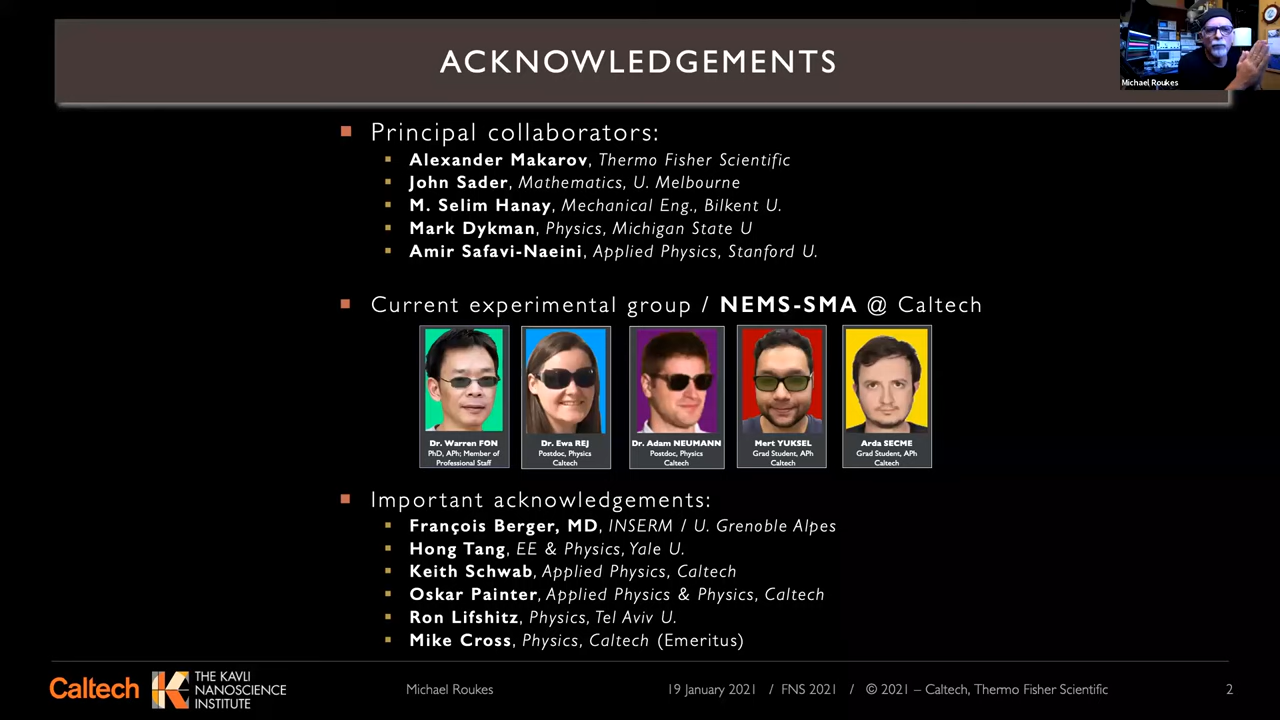 ACKNOWLEDGEMENTS
Michael Roukes
Principal collaborators:
Alexander Makarov, Thermo Fisher Scientific
John Sader, Mathematics, U. Melbourne
M. Selim Hanay, Mechanical Eng., Bilkent U.
Mark Dykman, Physics, Michigan State U
Amir Safavi-Naeini, Applied Physics, Stanford U.
Current experimental group / NEMS-SMA @ Caltech
Dr. Warren FON
PhD, APh; Member of
Professional Staff
Dr. Ewa REJ
Postdoc, Physics
Caltech
Dr. Adam NEUMANN
Postdoc, Physics
Caltech
Mert YUKSEL
Grad Student, APh
Caltech
Arda SECME
Grad Student, APh
Caltech
Important acknowledgements:
François Berger, MD, INSERM / U. Grenoble Alpes
Hong Tang, EE & Physics, Yale U.
Keith Schwab, Applied Physics, Caltech
Oskar Painter, Applied Physics & Physics, Caltech
Ron Lifshitz, Physics, Tel Aviv U.
Mike Cross, Physics, Caltech (Emeritus)
Caltech
THE KAVLI
NANOSCIENCE
INSTITUTE
Michael Roukes
19 January 2021 / FNS 2021 / © 2021 – Caltech, Thermo Fisher Scientific
2